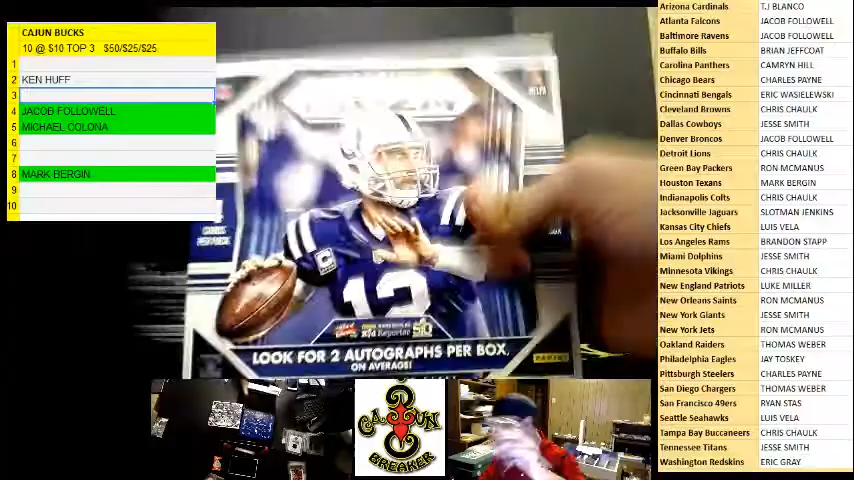 CAJUN BUCKS
10 @ $10 TOP 3 $50/$25/$25
1
2 KEN HUFF
3
4 JACOB FOLLOWELL
5 MICHAEL COLONA
6
7
8 MARK BERGIN
9
10
12
C
LOOK FOR 2 AUTOGRAPHS PER BOX,
ON AVERAGE!
PANINI
CAJUN
BREAKER
Arizona Cardinals T.J BLANCO
Atlanta Falcons JACOB FOLLOWELL
Baltimore Ravens JACOB FOLLOWELL
Buffalo Bills BRIAN JEFFCOAT
Carolina Panthers CAMRYN HILL
Chicago Bears CHARLES PAYNE
Cincinnati Bengals ERIC WASIELEWSKI
Cleveland Browns CHRIS CHAULK
Dallas Cowboys JESSE SMITH
Denver Broncos JACOB FOLLOWELL
Detroit Lions CHRIS CHAULK
Green Bay Packers RON MCMANUS
Houston Texans MARK BERGIN
Indianapolis Colts CHRIS CHAULK
Jacksonville Jaguars SLOTMAN JENKINS
Kansas City Chiefs LUIS VELA
Los Angeles Rams BRANDON STAPP
Miami Dolphins JESSE SMITH
Minnesota Vikings CHRIS CHAULK
New England Patriots LUKE MILLER
New Orleans Saints RON MCMANUS
New York Giants JESSE SMITH
New York Jets RON MCMANUS
Oakland Raiders THOMAS WEBER
Philadelphia Eagles JAY TOSKEY
Pittsburgh Steelers CHARLES PAYNE
San Diego Chargers THOMAS WEBER
San Francisco 49ers RYAN STAS
Seattle Seahawks LUIS VELA
Tampa Bay Buccaneers CHRIS CHAULK
Tennessee Titans JESSE SMITH
Washington Redskins ERIC GRAY